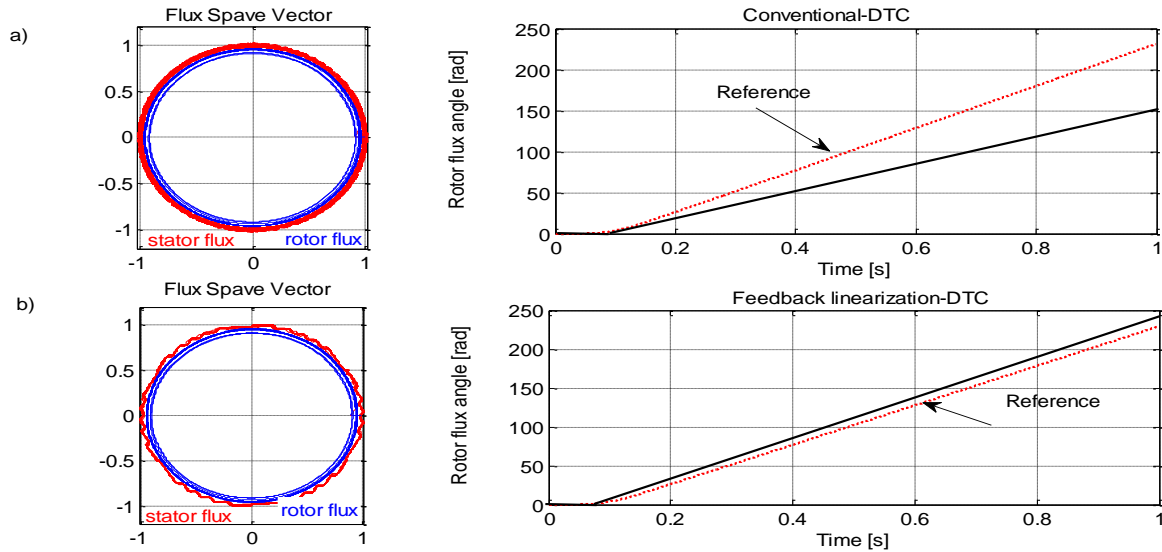 a)
Flux Spave Vector
1
0.5
0
-0.5
-1
stator flux
rotor flux
-1
0
1
Conventional-DTC
Rotor flux angle [rad]
250
200
150
100
50
0
Reference
0
0.2
0.4
0.6
0.8
1
Time [s]
b)
Flux Spave Vector
1
0.5
0
-0.5
-1
stator flux
rotor flux
-1
0
1
Feedback linearization-DTC
Rotor flux angle [rad]
250
200
150
100
50
0
Reference
0
0.2
0.4
0.6
0.8
1
Time [s]